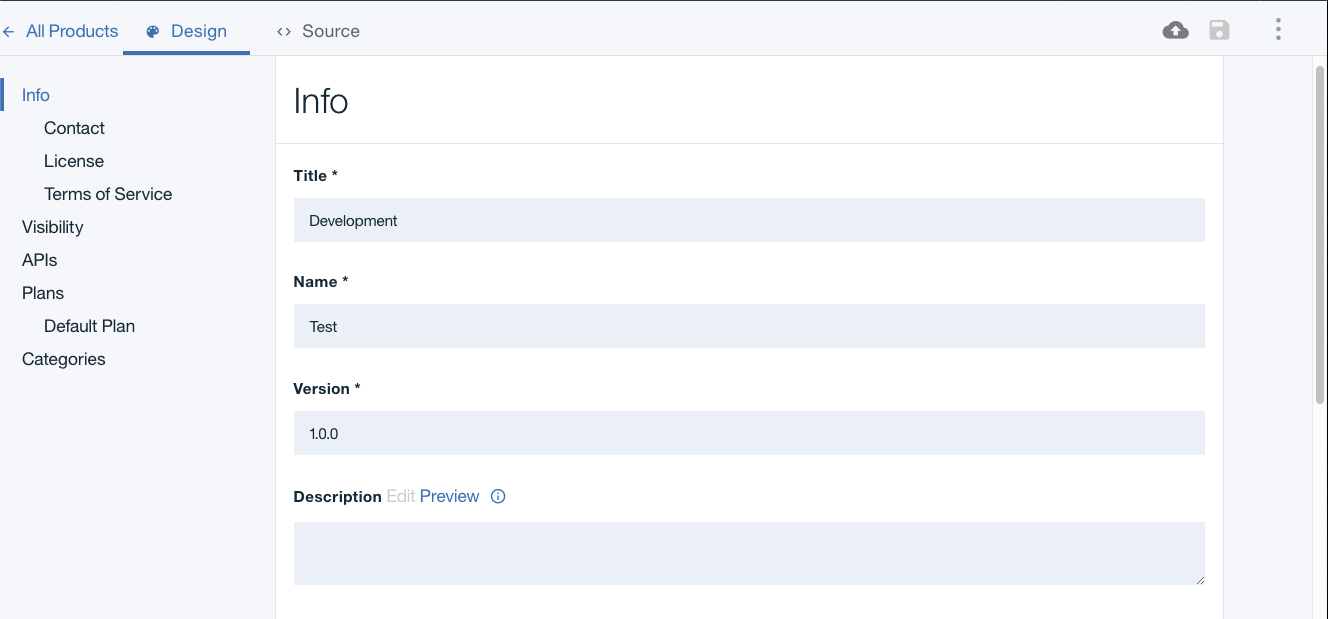 All Products Design Source
Info
Contact
License
Terms of Service
Visibility
APIs
Plans
Default Plan
Categories
Info
Title *
Development
Name *
Test
Version *
1.0.0
Description Edit Preview